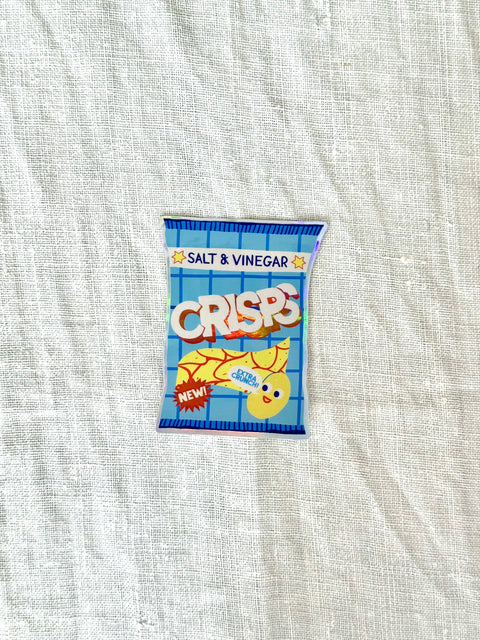 SALT & VINEGAR
CRISPS
EXTRA
CRUNCH!
NEW!